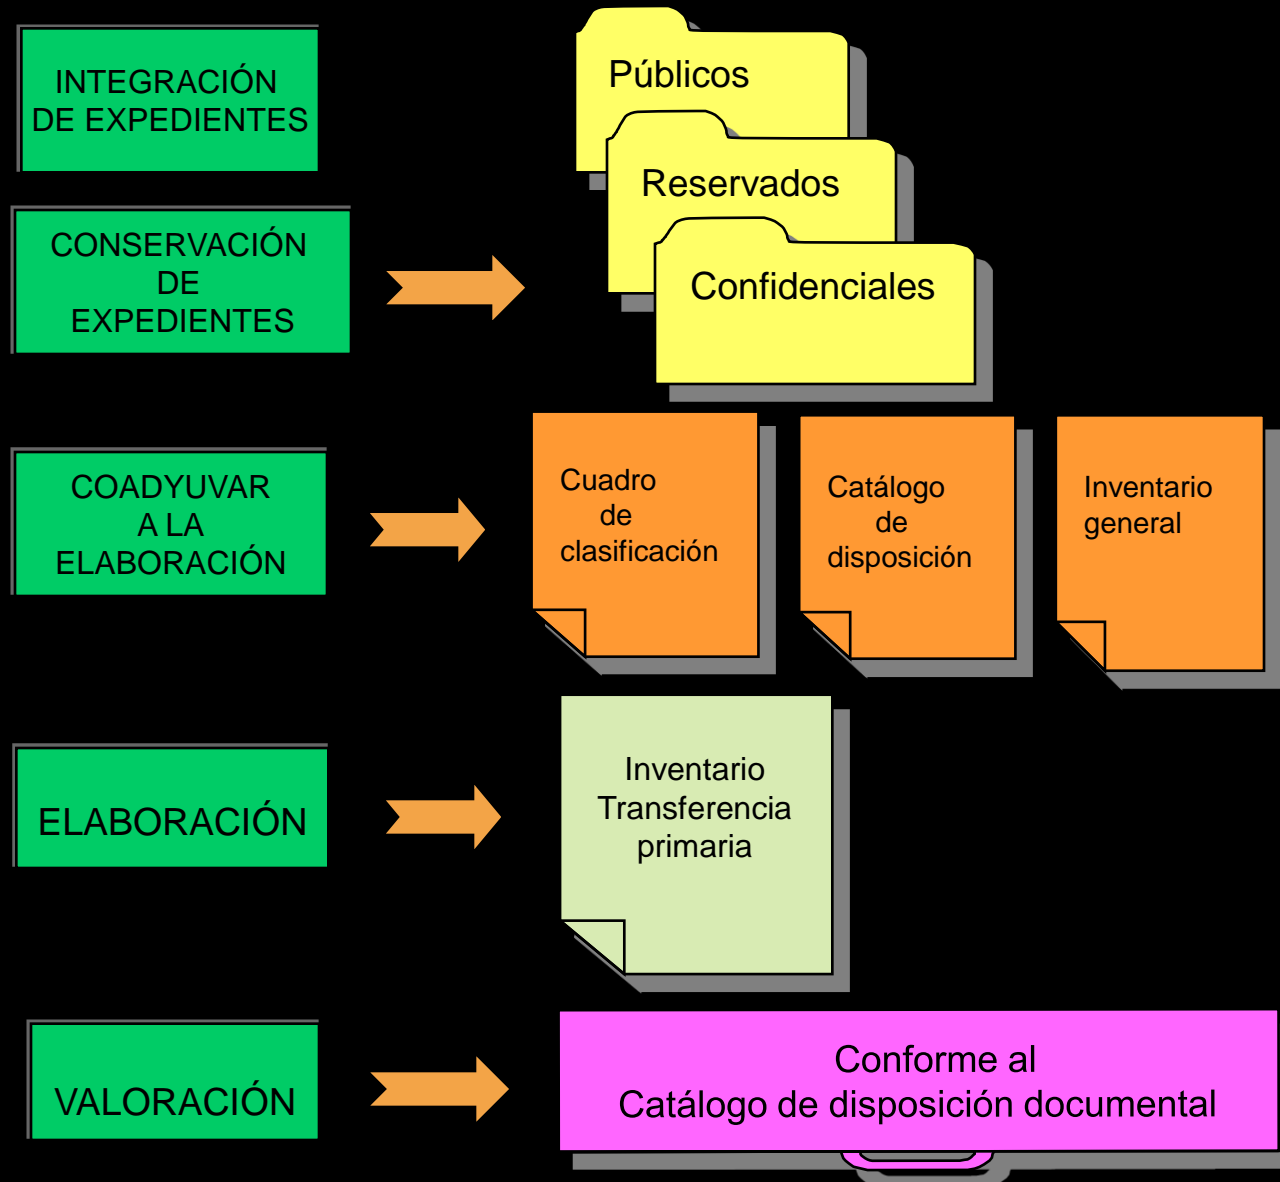 INTEGRACIÓN
DE EXPEDIENTES
Públicos
Reservados
Confidenciales
CONSERVACIÓN
DE
EXPEDIENTES
COADYUVAR
A LA
ELABORACIÓN
Cuadro
de
clasificación
Catálogo
de
disposición
Inventario
general
ELABORACIÓN
Inventario
Transferencia
primaria
VALORACIÓN
Conforme al
Catálogo de disposición documental